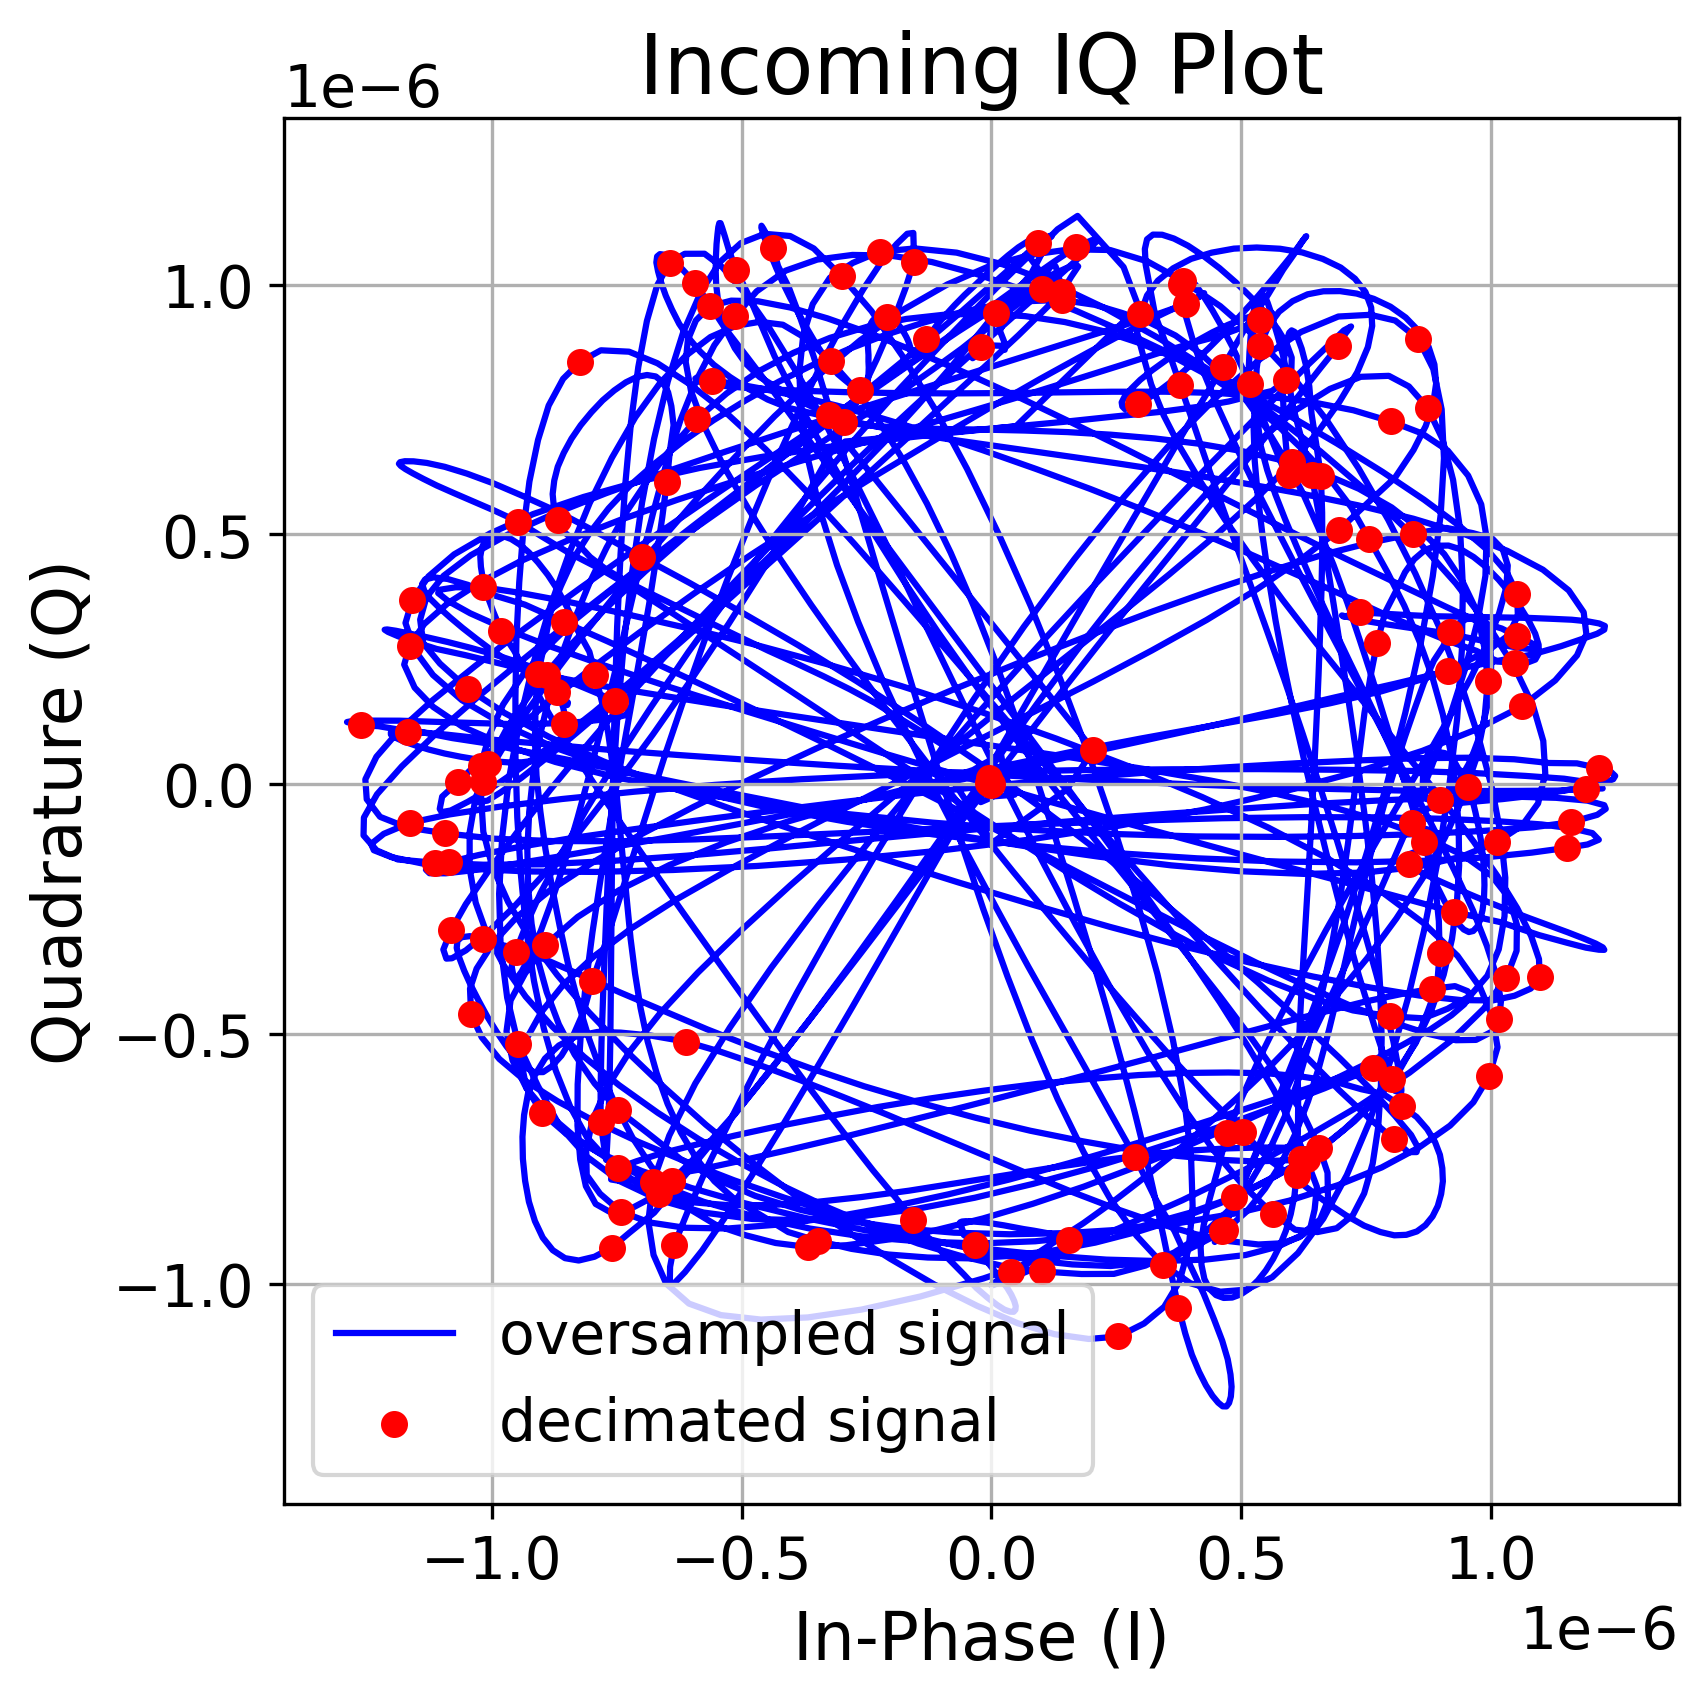 Incoming IQ Plot
1e−6
1.0
0.5
0.0
−0.5
−1.0
Quadrature (Q)
oversampled signal
decimated signal
−1.0 −0.5 0.0 0.5 1.0
In-Phase (I)
1e−6